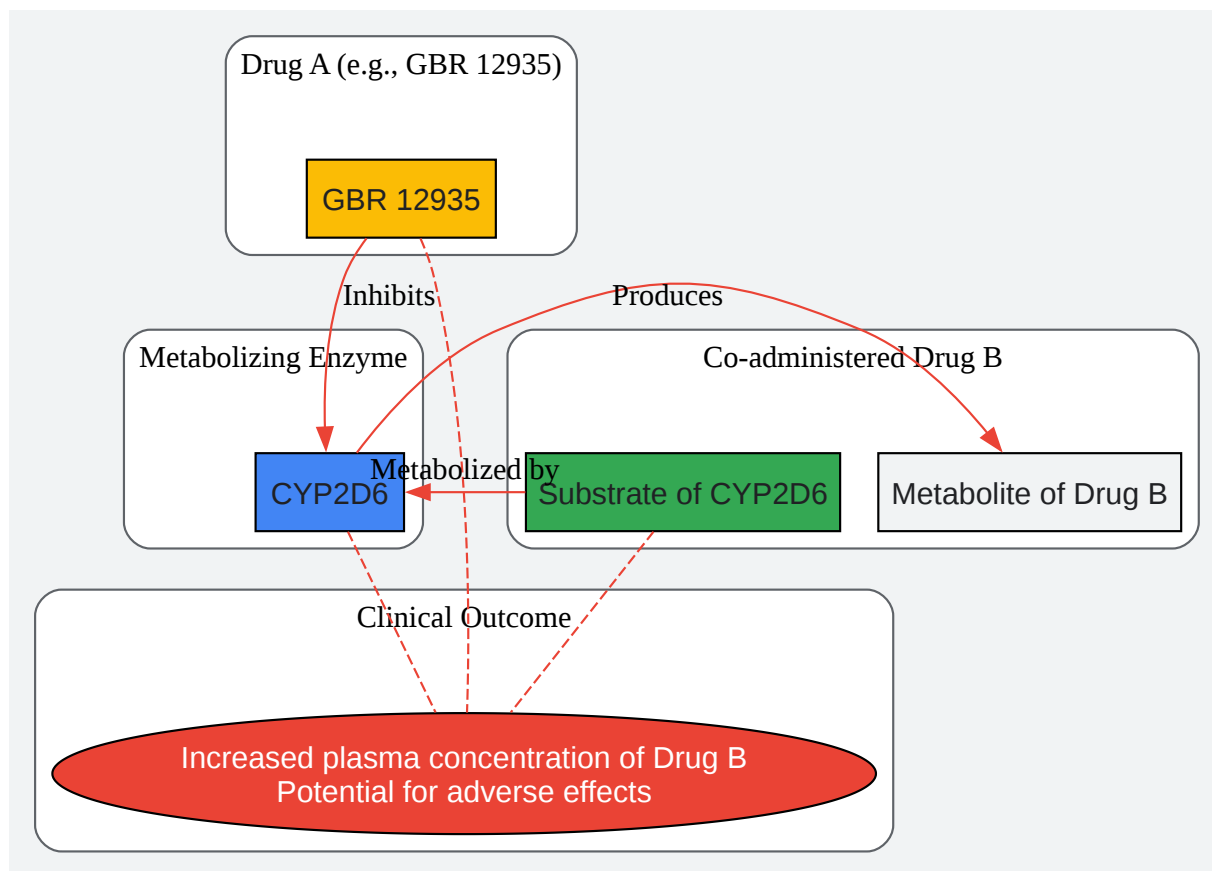 Drug A (e.g., GBR 12935)
GBR 12935
Inhibits
Produces
Metabolizing Enzyme
Co-administered Drug B
Metabolized by
CYP2D6
Substrate of CYP2D6
Metabolite of Drug B
Clinical Outcome
Increased plasma concentration of Drug B
Potential for adverse effects